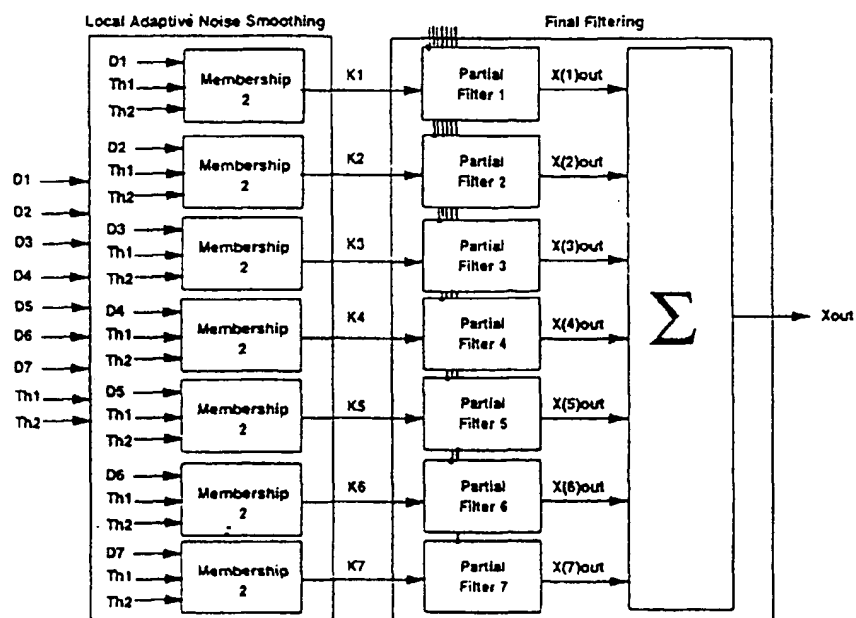 Local Adaptive Noise Smoothing
Final Filtering
D1
Th1
Th2
Membership
2
K1
Partial
Filter 1
X(1)out
D2
Th1
Th2
Membership
2
K2
Partial
Filter 2
X(2)out
D3
Th1
Th2
Membership
2
K3
Partial
Filter 3
X(3)out
D4
Th1
Th2
Membership
2
K4
Partial
Filter 4
X(4)out
D5
Th1
Th2
Membership
2
K5
Partial
Filter 5
X(5)out
D6
Th1
Th2
Membership
2
K6
Partial
Filter 6
X(6)out
D7
Th1
Th2
Membership
2
K7
Partial
Filter 7
X(7)out
D1
D2
D3
D4
D5
D6
D7
Th1
Th2
Σ
Xout